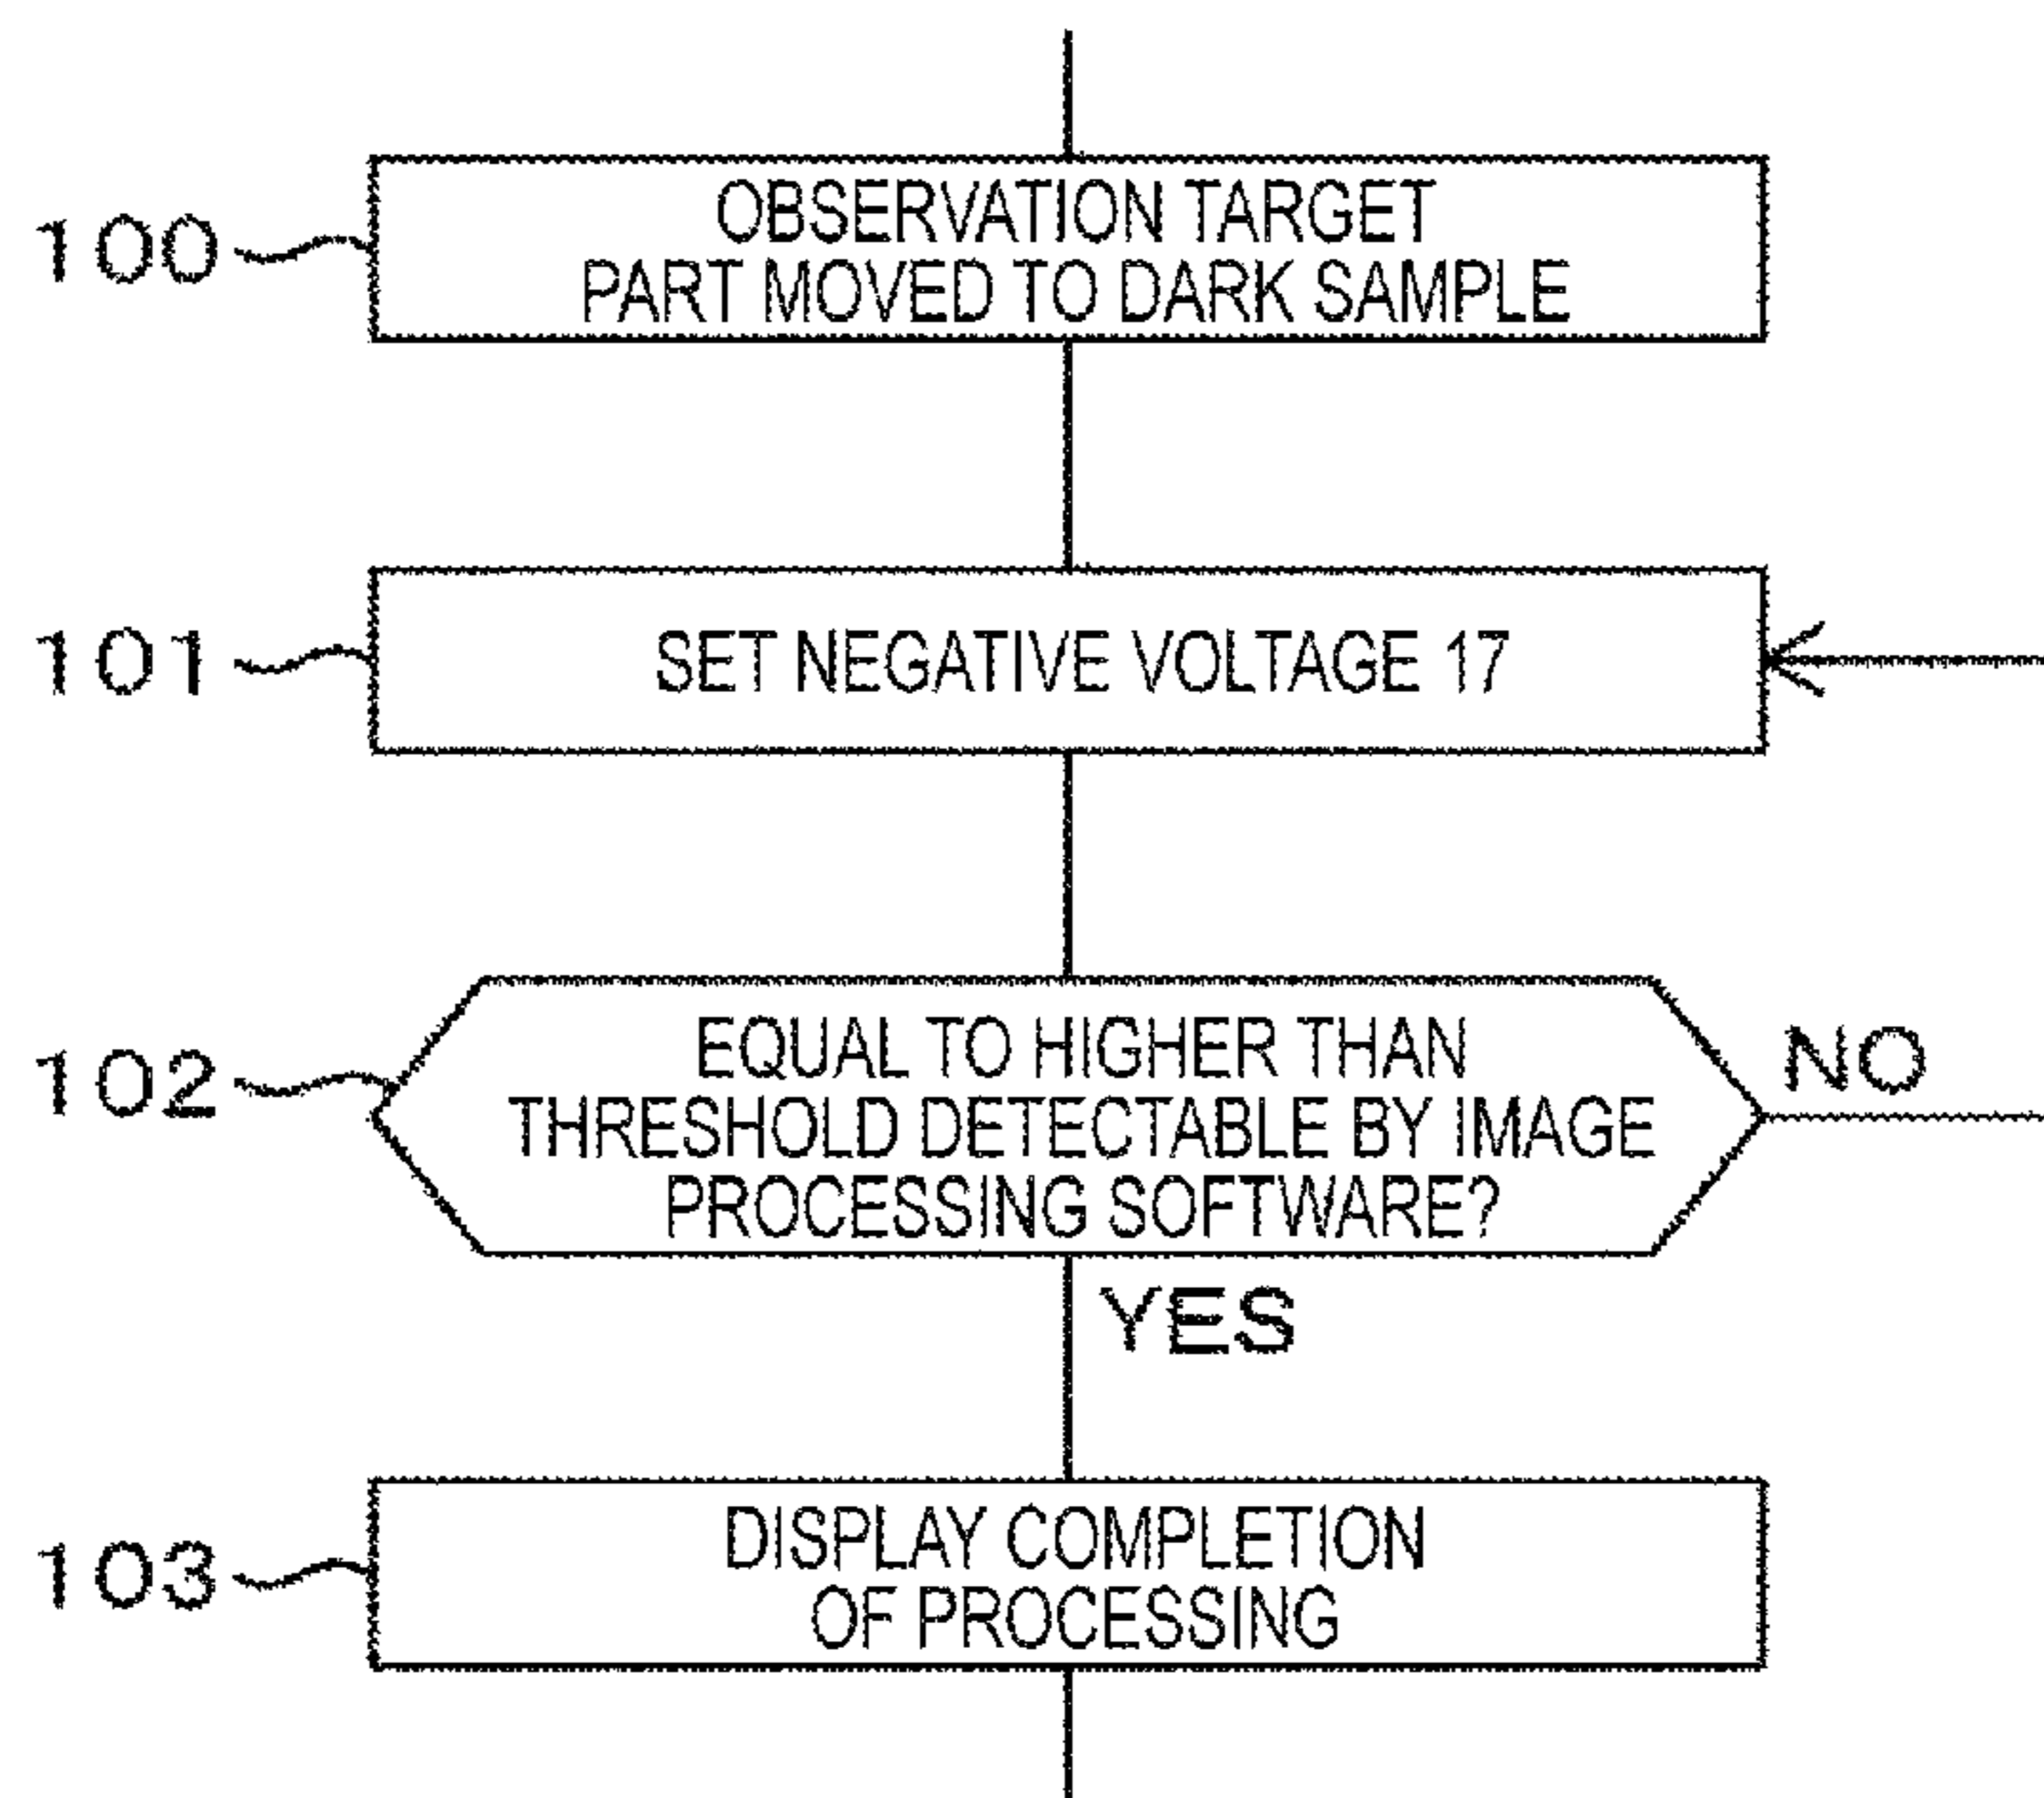 100
OBSERVATION TARGET
PART MOVED TO DARK SAMPLE
101
SET NEGATIVE VOLTAGE 17
102
EQUAL TO HIGHER THAN
THRESHOLD DETECTABLE BY IMAGE
PROCESSING SOFTWARE?
NO
YES
103
DISPLAY COMPLETION
OF PROCESSING